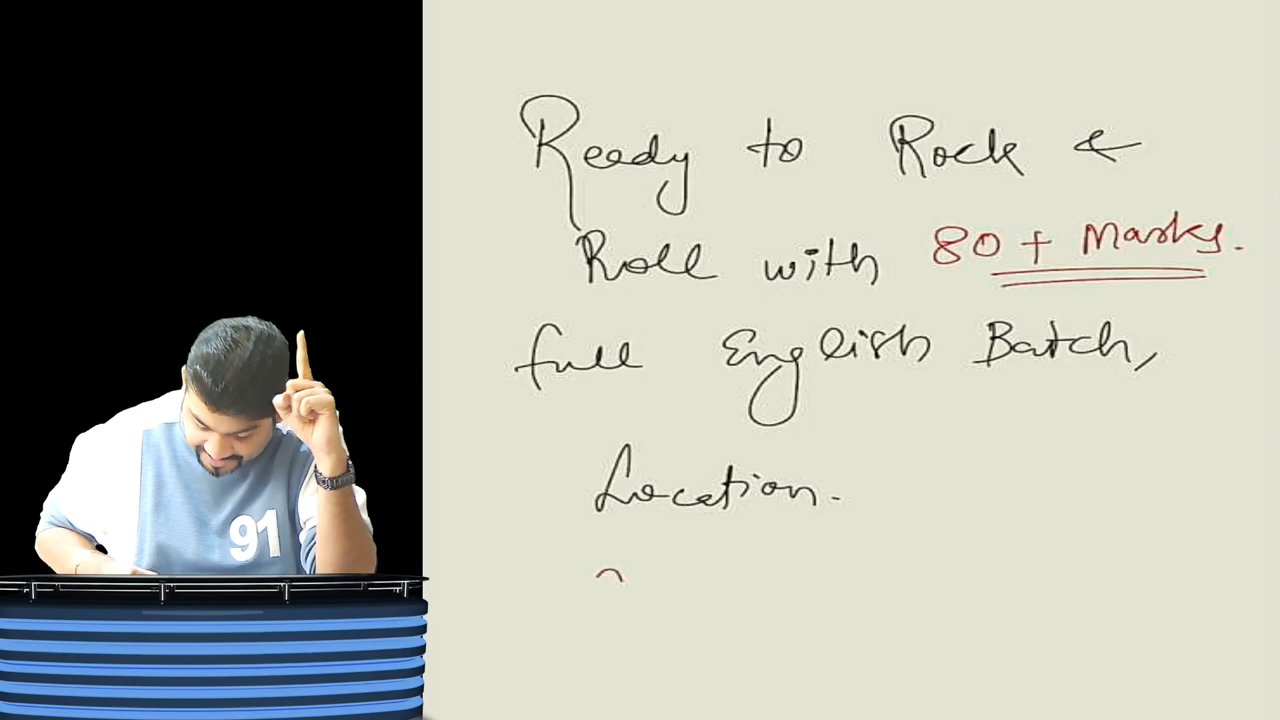 Ready to Rock &
Roll with 80 + Marks.
full English Batch,
Location.
91